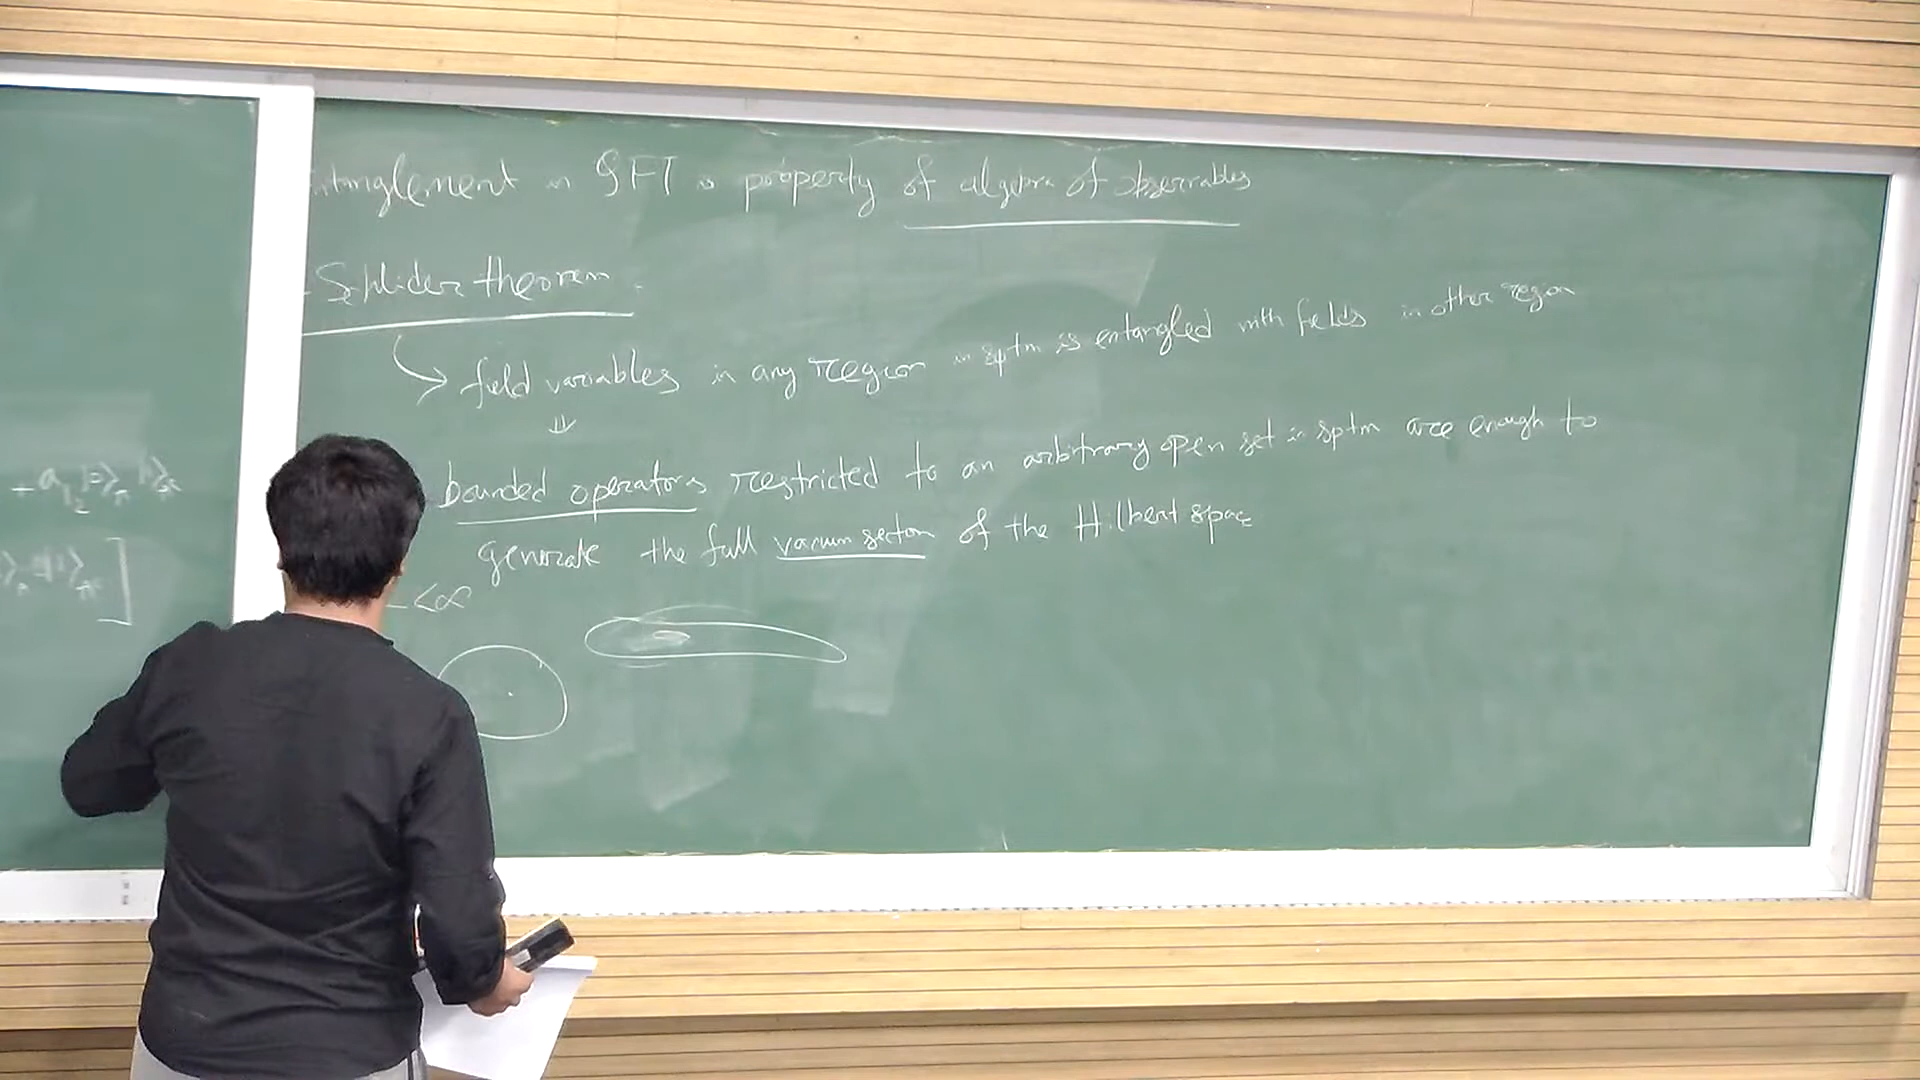 entanglement in QFT is property of algebra of observables
- Schlider theorem
field variables in any region in sptm is entangled with fields in other region
⇓
bounded operators restricted to an arbitrary open set in sptm are enough to
generate the full vacuum sector of the Hilbert space
< ∞